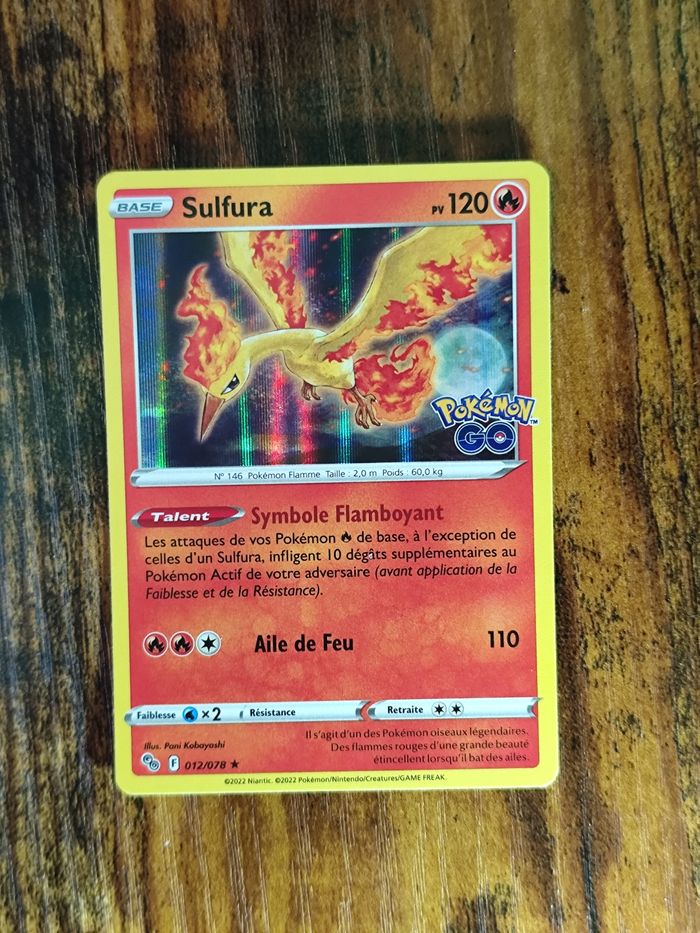 BASE Sulfura PV 120
POKÉMON
GO
N° 146 Pokémon Flamme Taille : 2,0 m Poids : 60,0 kg
Talent Symbole Flamboyant
Les attaques de vos Pokémon de base, à l'exception de
celles d'un Sulfura, infligent 10 dégâts supplémentaires au
Pokémon Actif de votre adversaire (avant application de la
Faiblesse et de la Résistance).
Aile de Feu 110
Faiblesse ×2 Résistance Retraite
Illus. Pani Kobayashi
Il s'agit d'un des Pokémon oiseaux légendaires.
Des flammes rouges d'une grande beauté
étincellent lorsqu'il bat des ailes.
F 012/078 ★
©2022 Niantic. ©2022 Pokémon/Nintendo/Creatures/GAME FREAK.